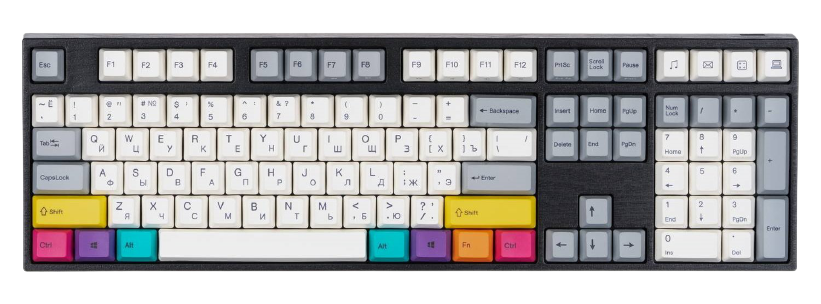 Esc F1 F2 F3 F4 F5 F6 F7 F8 F9 F10 F11 F12 PrtSc Scroll Lock Pause
~ Ё ! 1 @ " 2 # № 3 $ ; 4 % 5 ^ : 6 & ? 7 * 8 ( 9 ) 0 _ - + = ← Backspace Insert Home PgUp Num Lock / * -
Tab Q Й W Ц E У R К T Е Y Н U Г I Ш O Щ P З { [ Х } ] Ъ | / \ Delete End PgDn 7 Home 8 ↑ 9 PgUp +
CapsLock A Ф S Ы D В F А G П H Р J О K Л L Д : ; Ж " ' Э ↵ Enter 4 ← 5 6 →
⇧ Shift Z Я X Ч C С V М B И N Т M Ь < , Б > . Ю ? / . ⇧ Shift ↑ 1 End 2 ↓ 3 PgDn Enter
Ctrl Alt Alt Fn Ctrl ← ↓ → 0 Ins . Del